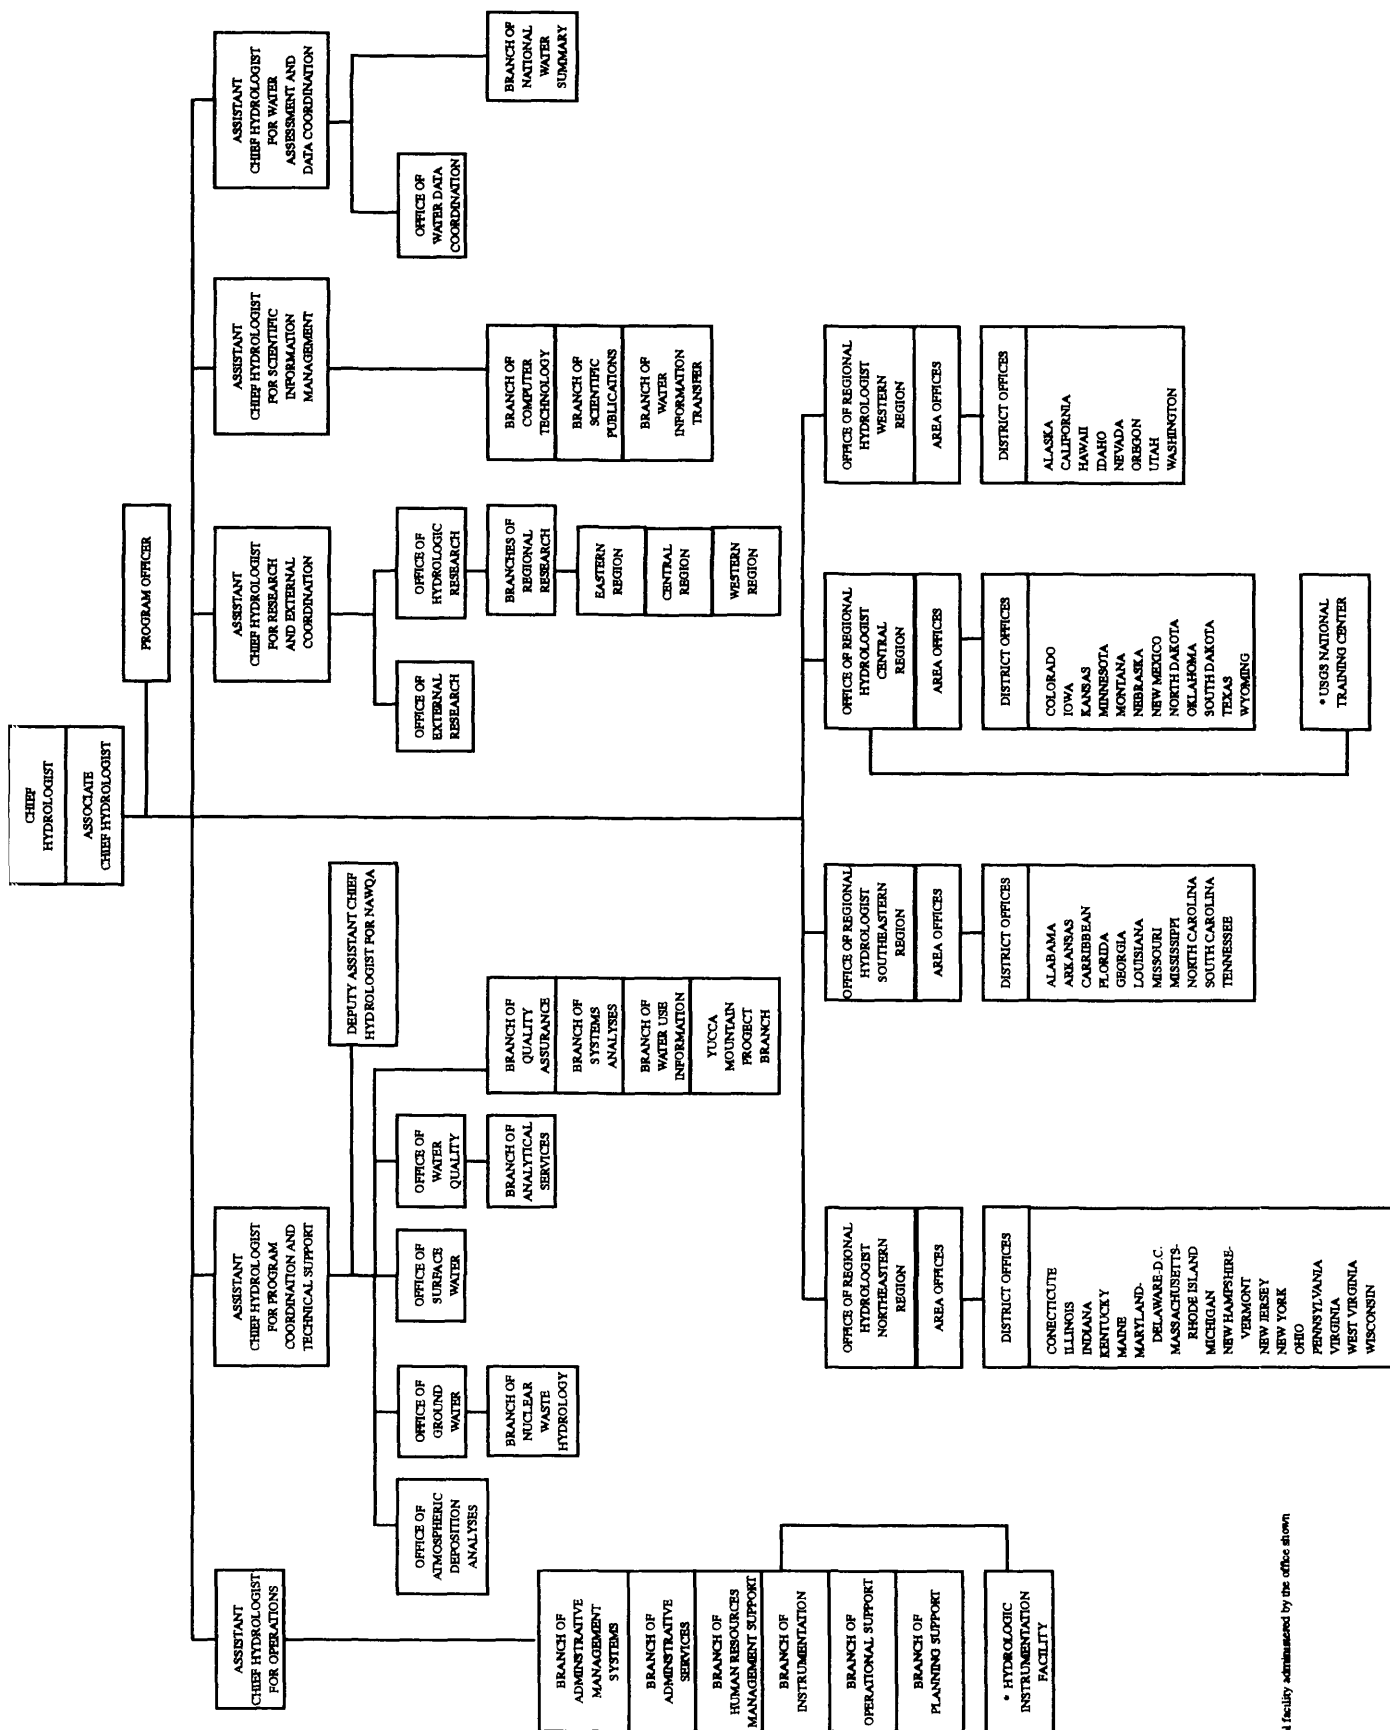 CHIEF
HYDROLOGIST
ASSOCIATE
CHIEF HYDROLOGIST
PROGRAM OFFICER
ASSISTANT
CHIEF HYDROLOGIST
FOR OPERATIONS
ASSISTANT
CHIEF HYDROLOGIST
FOR PROGRAM
COORDINATION AND
TECHNICAL SUPPORT
ASSISTANT
CHIEF HYDROLOGIST
FOR RESEARCH
AND EXTERNAL
COORDINATION
ASSISTANT
CHIEF HYDROLOGIST
FOR SCIENTIFIC
INFORMATION
MANAGEMENT
ASSISTANT
CHIEF HYDROLOGIST
FOR WATER
ASSESSMENT AND
DATA COORDINATION
DEPUTY ASSISTANT CHIEF
HYDROLOGIST FOR NAWQA
OFFICE OF
ATMOSPHERIC
DEPOSITION
ANALYSES
OFFICE OF
GROUND
WATER
OFFICE OF
SURFACE
WATER
OFFICE OF
WATER
QUALITY
OFFICE OF
EXTERNAL
RESEARCH
OFFICE OF
HYDROLOGIC
RESEARCH
OFFICE OF
WATER DATA
COORDINATION
BRANCH OF
NUCLEAR
WASTE
HYDROLOGY
BRANCH OF
ANALYTICAL
SERVICES
BRANCH OF
QUALITY
ASSURANCE
BRANCH OF
SYSTEMS
ANALYSES
BRANCH OF
WATER USE
INFORMATION
YUCCA
MOUNTAIN
PROGECT
BRANCH
BRANCHES OF
REGIONAL
RESEARCH
EASTERN
REGION
CENTRAL
REGION
WESTERN
REGION
BRANCH OF
COMPUTER
TECHNOLOGY
BRANCH OF
SCIENTIFIC
PUBLICATIONS
BRANCH OF
WATER
INFORMATION
TRANSFER
BRANCH OF
NATIONAL
WATER
SUMMARY
BRANCH OF
ADMINSTRATIVE
MANAGEMENT
SYSTEMS
BRANCH OF
ADMINSTRATIVE
SERVICES
BRANCH OF
HUMAN RESOURCES
MANAGEMENT SUPPORT
BRANCH OF
INSTRUMENTATION
BRANCH OF
OPERATIONAL SUPPORT
BRANCH OF
PLANNING SUPPORT
* HYDROLOGIC
INSTRUMENTATION
FACILITY
OFFICE OF REGIONAL
HYDROLOGIST
NORTHEASTERN
REGION
AREA OFFICES
DISTRICT OFFICES
CONECTICUTE
ILLINOIS
INDIANA
KENTUCKY
MAINE
MARYLAND-
DELAWARE-D.C.
MASSACHUSETTS-
RHODE ISLAND
MICHIGAN
NEW HAMPSHIRE-
VERMONT
NEW JERSEY
NEW YORK
OHIO
PENNSYLVANIA
VIRGINIA
WEST VIRGINIA
WISCONSIN
OFFICE OF REGIONAL
HYDROLOGIST
SOUTHEASTERN
REGION
AREA OFFICES
DISTRICT OFFICES
ALABAMA
ARKANSAS
CARRIBBEAN
FLORIDA
GEORGIA
LOUISIANA
MISSOURI
MISSISSIPPI
NORTH CAROLINA
SOUTH CAROLINA
TENNESSEE
OFFICE OF REGIONAL
HYDROLOGIST
CENTRAL
REGION
AREA OFFICES
DISTRICT OFFICES
COLORADO
IOWA
KANSAS
MINNESOTA
MONTANA
NEBRASKA
NEW MEXICO
NORTH DAKOTA
OKLAHOMA
SOUTH DAKOTA
TEXAS
WYOMING
* USGS NATIONAL
TRAINING CENTER
OFFICE OF REGIONAL
HYDROLOGIST
WESTERN
REGION
AREA OFFICES
DISTRICT OFFICES
ALASKA
CALIFORNIA
HAWAII
IDAHO
NEVADA
OREGON
UTAH
WASHINGTON
facility administered by the office shown